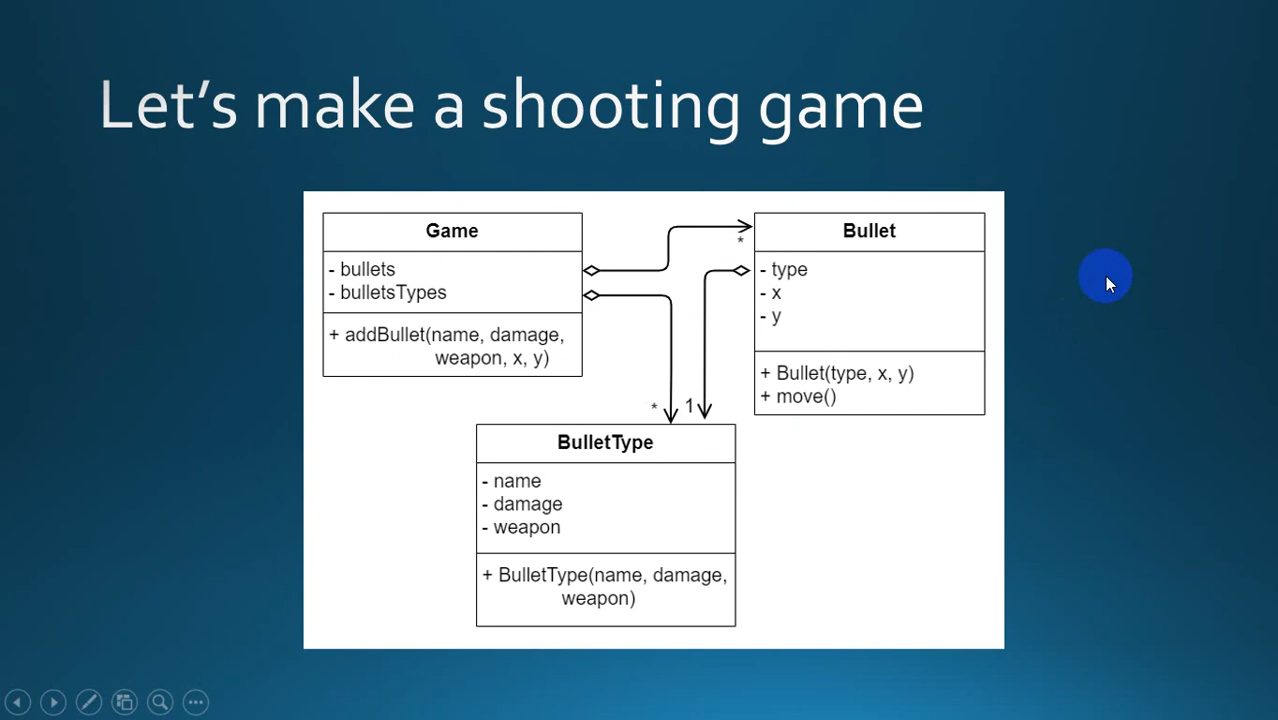 Let's make a shooting game
Game
- bullets
- bulletsTypes
+ addBullet(name, damage,
weapon, x, y)
*
Bullet
- type
- x
- y
+ Bullet(type, x, y)
+ move()
* 1
BulletType
- name
- damage
- weapon
+ BulletType(name, damage,
weapon)